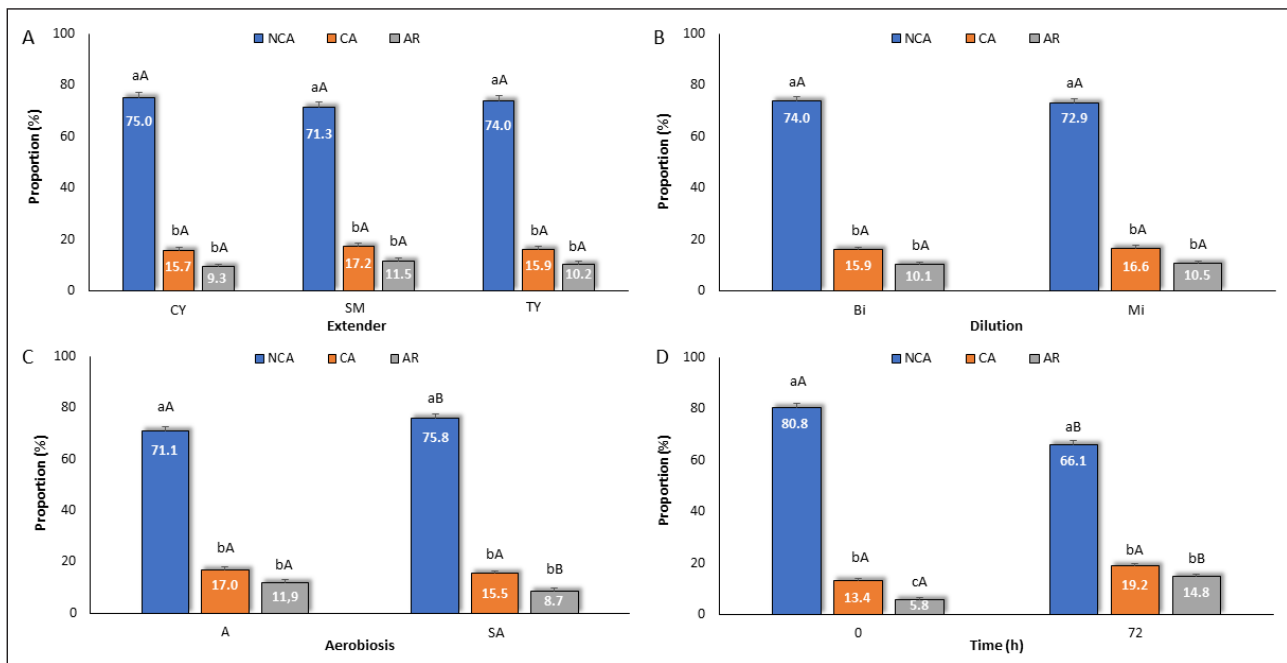 A
NCA CA AR
Proportion (%)
100
80
60
40
20
0
aA aA aA
75.0 71.3 74.0
bA bA bA bA bA bA
15.7 9.3 17.2 11.5 15.9 10.2
CY SM TY
Extender
B
NCA CA AR
Proportion (%)
100
80
60
40
20
0
aA aA
74.0 72.9
bA bA bA bA
15.9 10.1 16.6 10.5
Bi Mi
Dilution
C
NCA CA AR
Proportion (%)
100
80
60
40
20
0
aA aB
71.1 75.8
bA bA bA bB
17.0 11,9 15.5 8.7
A SA
Aerobiosis
D
NCA CA AR
Proportion (%)
100
80
60
40
20
0
aA aB
80.8 66.1
bA cA bA bB
13.4 5.8 19.2 14.8
0 72
Time (h)